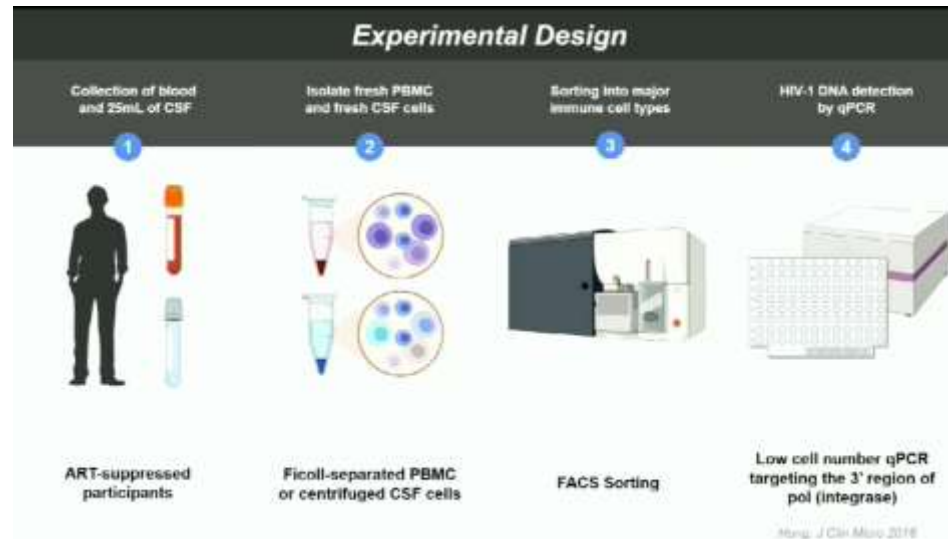 Experimental Design
Collection of blood
and 25mL of CSF
Isolate fresh PBMC
and fresh CSF cells
Sorting into major
immune cell types
HIV-1 DNA detection
by qPCR
1
2
3
4
ART-suppressed
participants
Ficoll-separated PBMC
or centrifuged CSF cells
FACS Sorting
Low cell number qPCR
targeting the 3' region of
pol (integrase)
Hong, J Clin Micro 2016